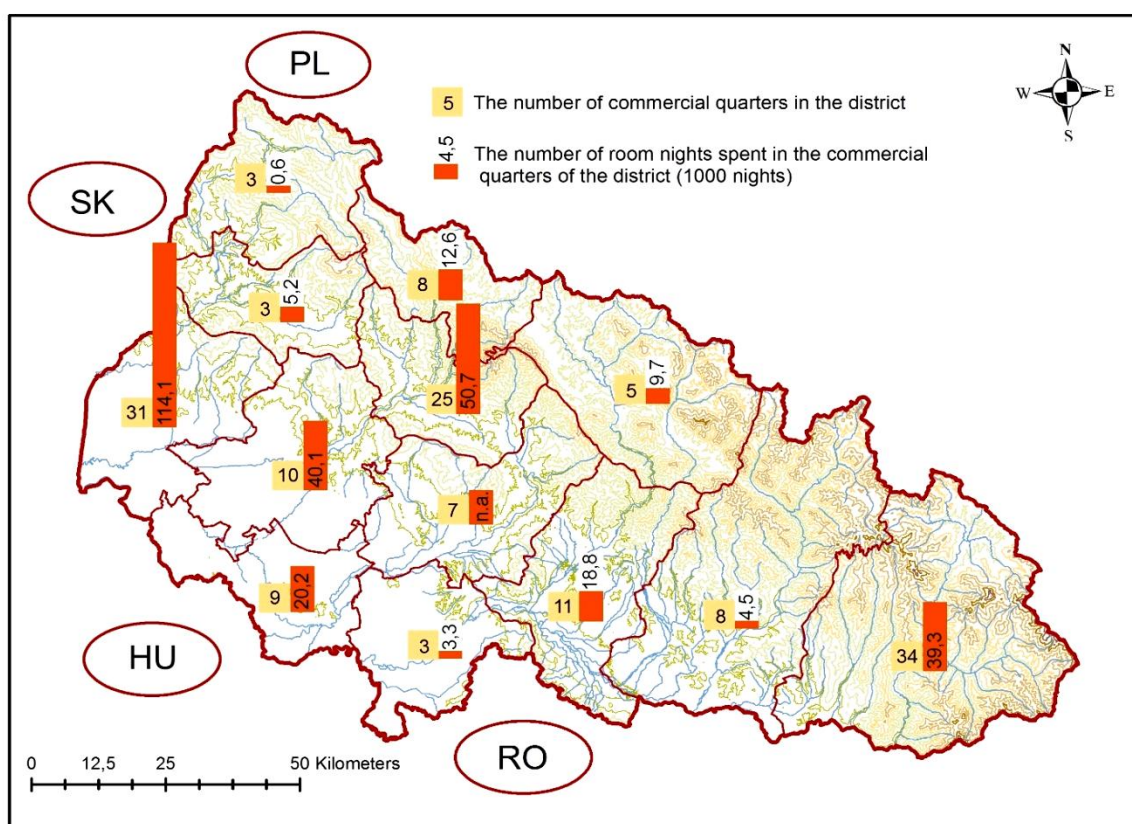 PL
N
W
E
S
5
The number of commercial quarters in the district
4,5
The number of room nights spent in the commercial
quarters of the district (1000 nights)
SK
3
0,6
8
12,6
3
5,2
31
114,1
25
50,7
5
9,7
10
40,1
7
n.a.
9
20,2
11
18,8
8
4,5
3
3,3
34
39,3
HU
RO
0 12,5 25 50 Kilometers